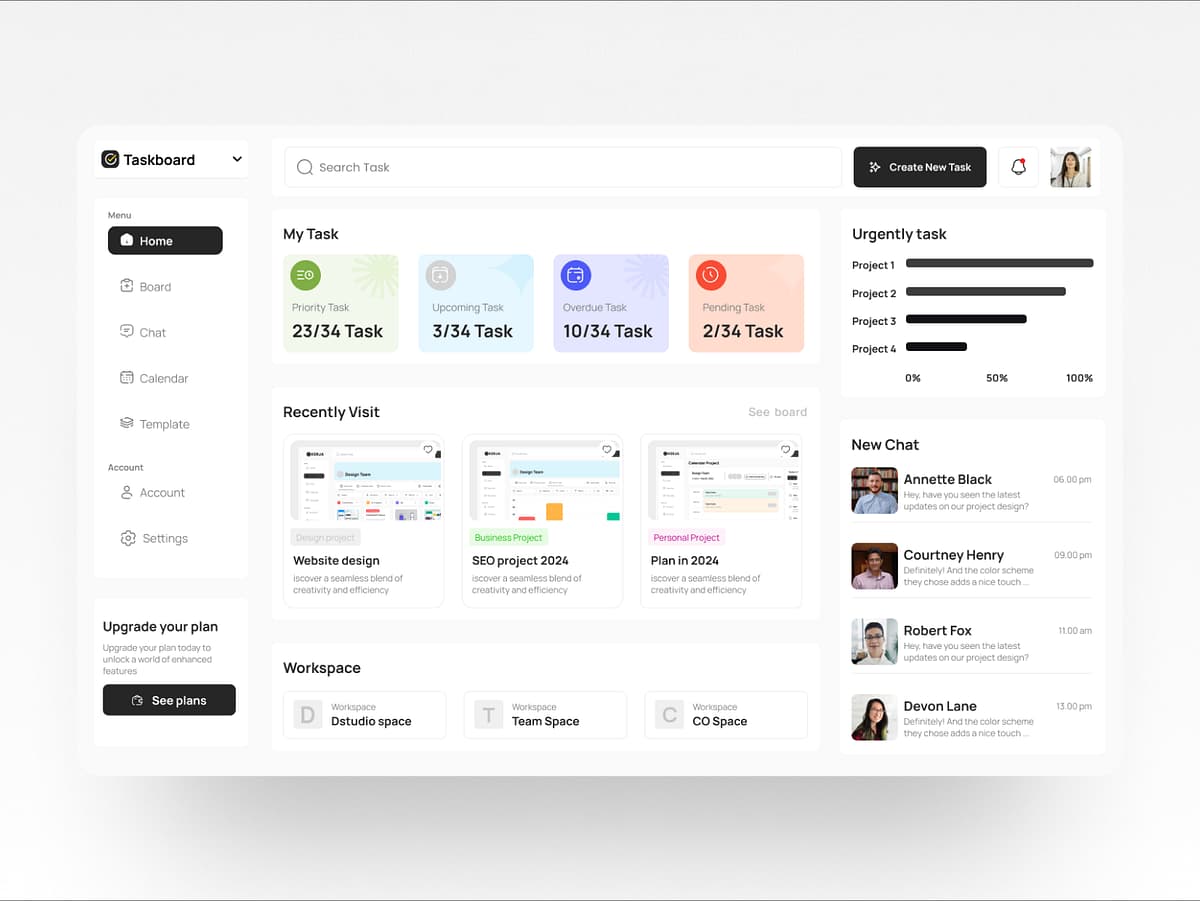 Taskboard
Search Task
Create New Task
Menu
Home
Board
Chat
Calendar
Template
Account
Account
Settings
Upgrade your plan
Upgrade your plan today to
unlock a world of enhanced
features
See plans
My Task
Priority Task
23/34 Task
Upcoming Task
3/34 Task
Overdue Task
10/34 Task
Pending Task
2/34 Task
Recently Visit
See board
Design Team
Design project
Website design
iscover a seamless blend of
creativity and efficiency
Design Team
Business Project
SEO project 2024
iscover a seamless blend of
creativity and efficiency
Calendar Project
Design Team
Personal Project
Plan in 2024
iscover a seamless blend of
creativity and efficiency
Workspace
D
Workspace
Dstudio space
T
Workspace
Team Space
C
Workspace
CO Space
Urgently task
Project 1
Project 2
Project 3
Project 4
0% 50% 100%
New Chat
Annette Black
06.00 pm
Hey, have you seen the latest
updates on our project design?
Courtney Henry
09.00 pm
Definitely! And the color scheme
they chose adds a nice touch ...
Robert Fox
11.00 am
Hey, have you seen the latest
updates on our project design?
Devon Lane
13.00 pm
Definitely! And the color scheme
they chose adds a nice touch ...